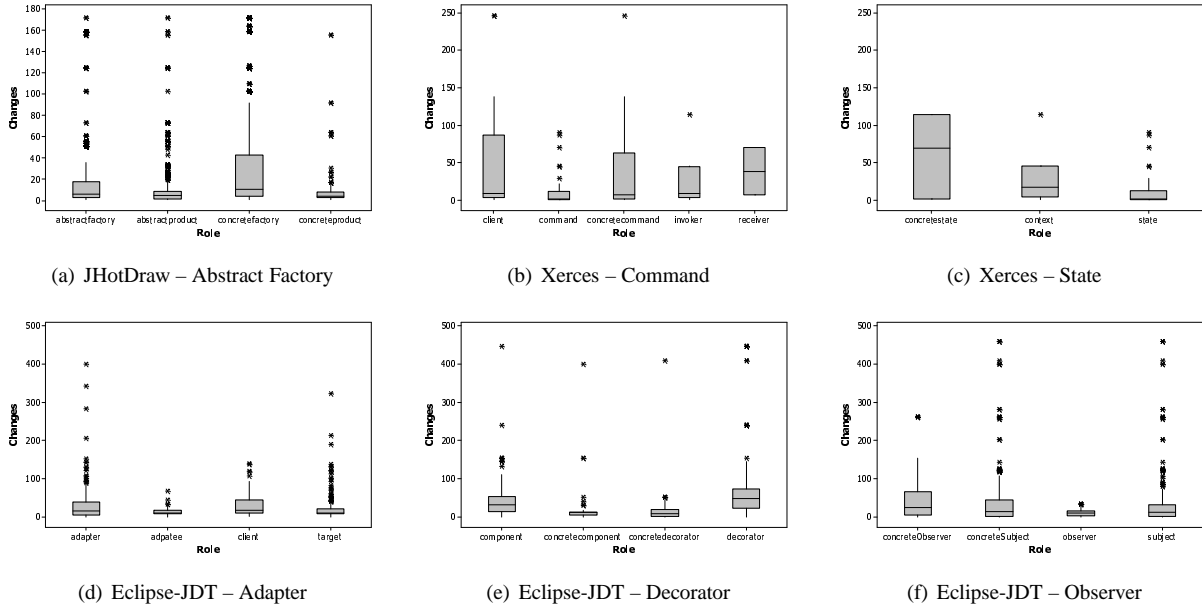 180
160
140
120
100
80
60
40
20
0
Changes
abstractfactory abstractproduct concretefactory concreteproduct
Role
(a) JHotDraw – Abstract Factory
250
200
150
100
50
0
Changes
client command concretecommand invoker receiver
Role
(b) Xerces – Command
250
200
150
100
50
0
Changes
concretestate context state
Role
(c) Xerces – State
500
400
300
200
100
0
Changes
adapter adpatee client target
Role
(d) Eclipse-JDT – Adapter
500
400
300
200
100
0
Changes
component concretecomponent concretedecorator decorator
Role
(e) Eclipse-JDT – Decorator
500
400
300
200
100
0
Changes
concreteObserver concreteSubject observer subject
Role
(f) Eclipse-JDT – Observer